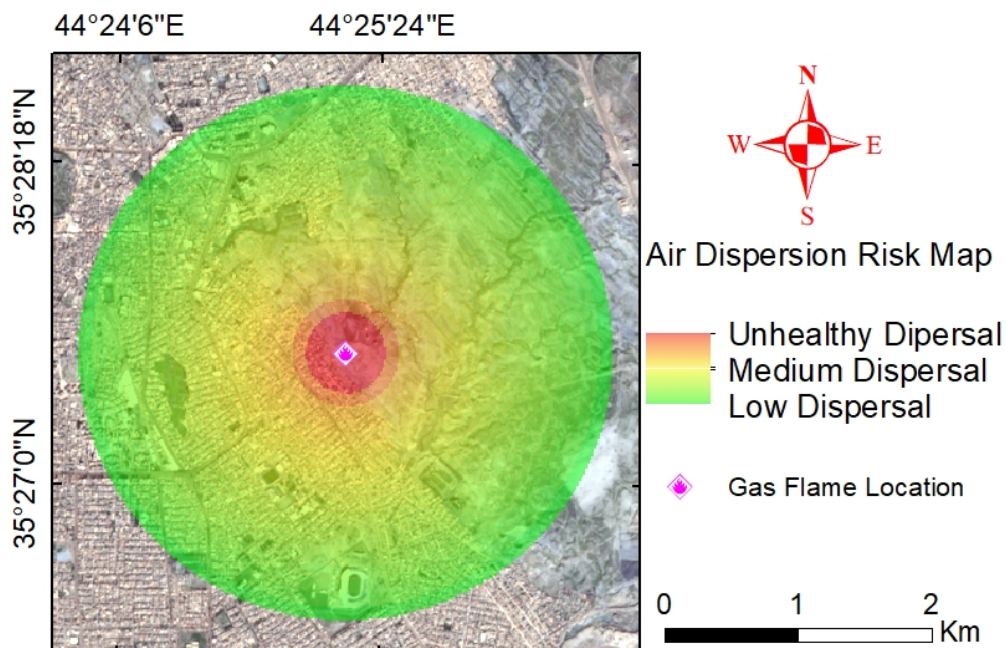 44°24'6"E 44°25'24"E
35°28'18"N
35°27'0"N
N
W E
S
Air Dispersion Risk Map
Unhealthy Dipersal
Medium Dispersal
Low Dispersal
Gas Flame Location
0 1 2
Km